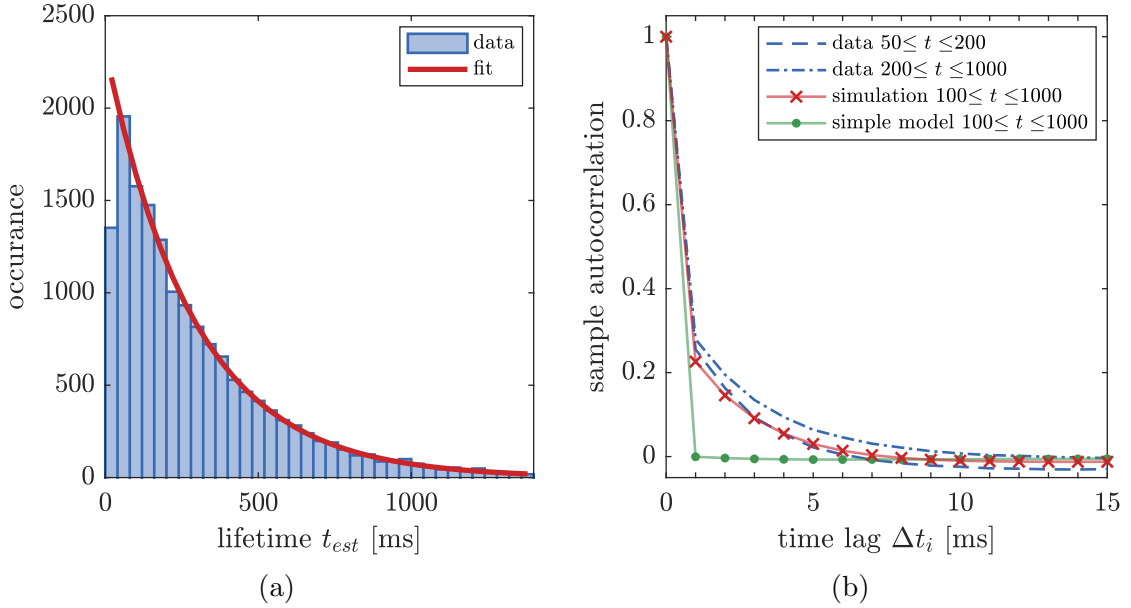 2500
2000
1500
1000
500
0
0
500
1000
occurance
lifetime t_est [ms]
data
fit
(a)
1
0.8
0.6
0.4
0.2
0
0
5
10
15
sample autocorrelation
time lag Δt_i [ms]
data 50≤ t ≤200
data 200≤ t ≤1000
simulation 100≤ t ≤1000
simple model 100≤ t ≤1000
(b)